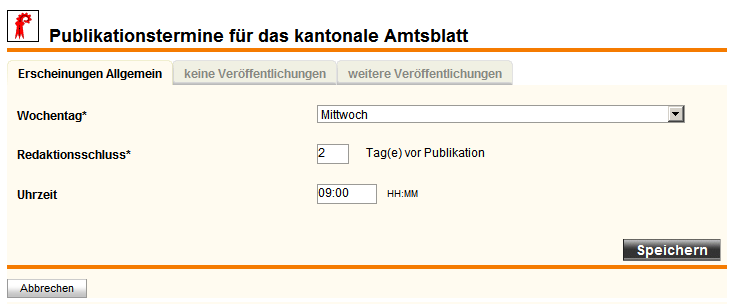 Publikationstermine für das kantonale Amtsblatt
Erscheinungen Allgemein keine Veröffentlichungen weitere Veröffentlichungen
Wochentag* Mittwoch
Redaktionsschluss* 2 Tag(e) vor Publikation
Uhrzeit 09:00 HH:MM
Speichern
Abbrechen